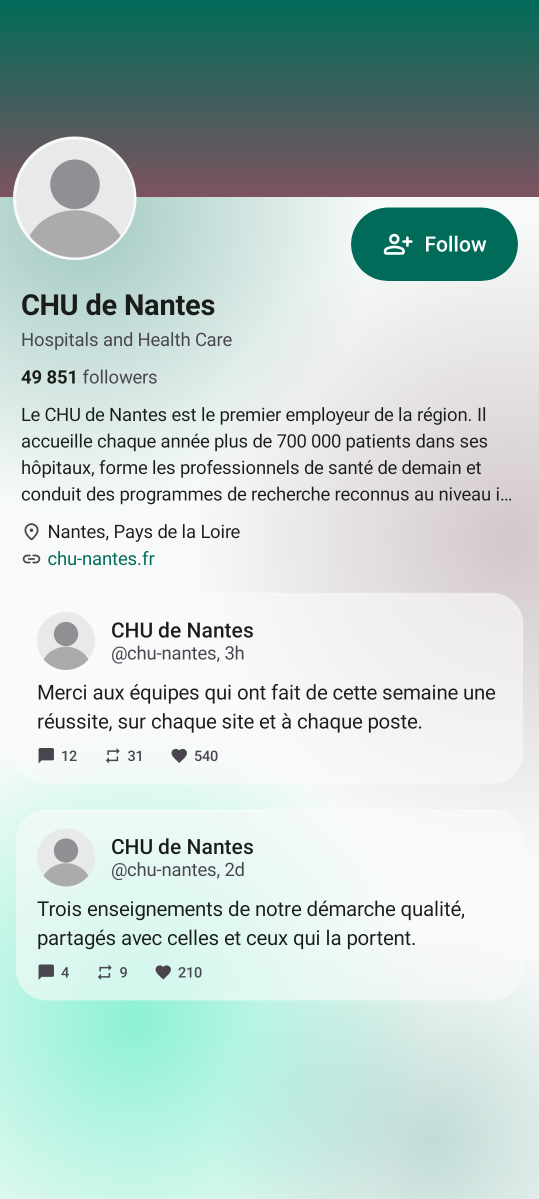 Follow
CHU de Nantes
Hospitals and Health Care
49 851 followers
Le CHU de Nantes est le premier employeur de la région. Il
accueille chaque année plus de 700 000 patients dans ses
hôpitaux, forme les professionnels de santé de demain et
conduit des programmes de recherche reconnus au niveau i…
Nantes, Pays de la Loire
chu-nantes.fr
CHU de Nantes
@chu-nantes, 3h
Merci aux équipes qui ont fait de cette semaine une
réussite, sur chaque site et à chaque poste.
12 31 540
CHU de Nantes
@chu-nantes, 2d
Trois enseignements de notre démarche qualité,
partagés avec celles et ceux qui la portent.
4 9 210